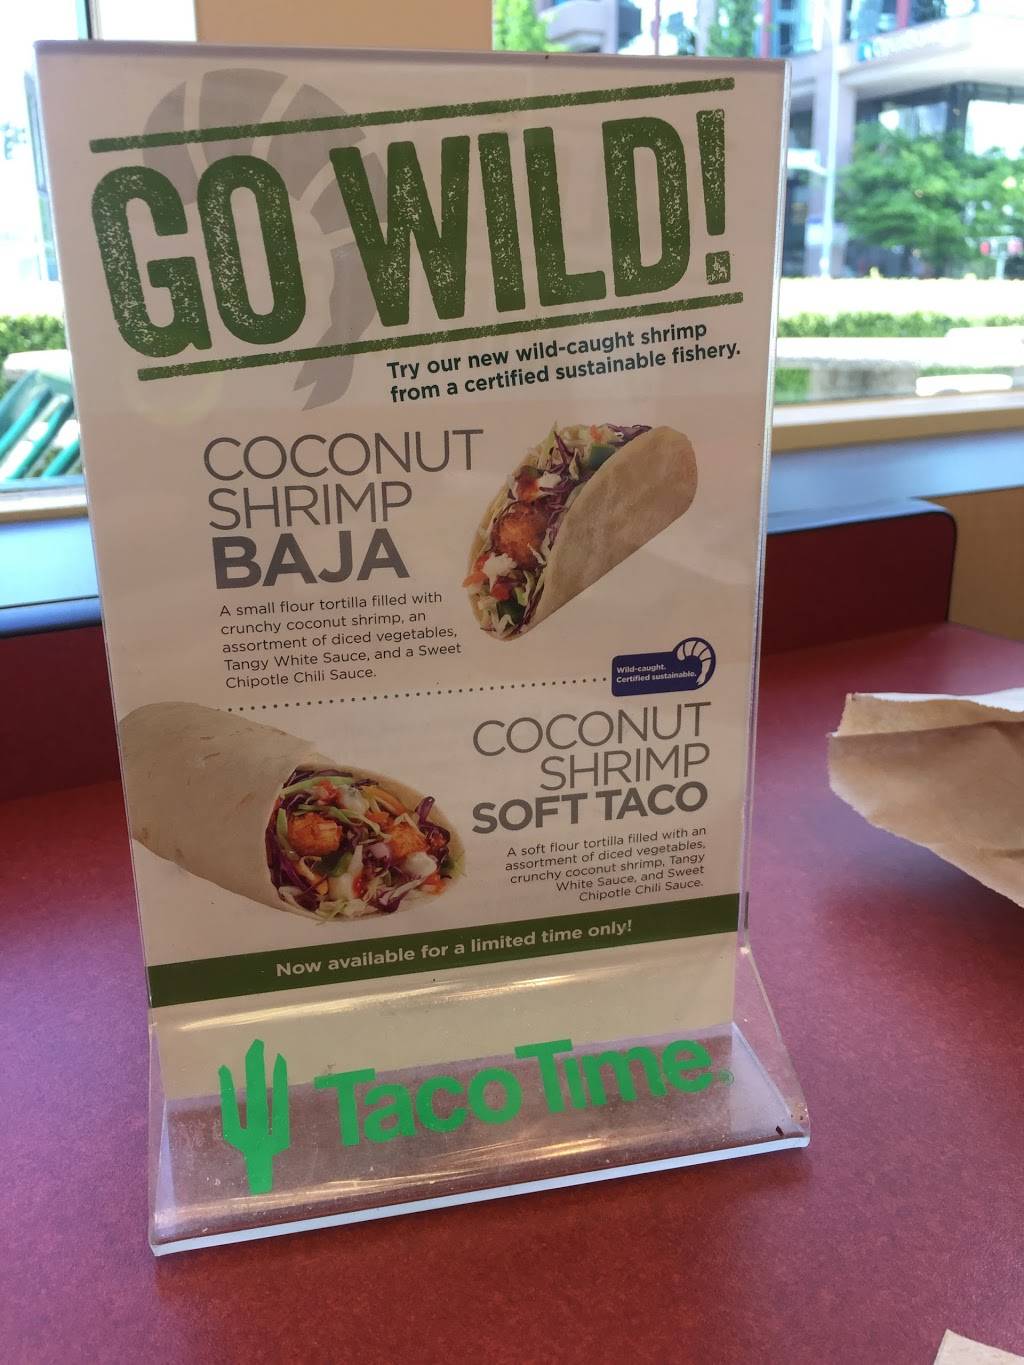 GO WILD!
Try our new wild-caught shrimp
from a certified sustainable fishery.
COCONUT
SHRIMP
BAJA
A small flour tortilla filled with
crunchy coconut shrimp, an
assortment of diced vegetables,
Tangy White Sauce, and a Sweet
Chipotle Chili Sauce.
Wild-caught.
Certified sustainable.
COCONUT
SHRIMP
SOFT TACO
A soft flour tortilla filled with an
assortment of diced vegetables,
crunchy coconut shrimp, Tangy
White Sauce, and Sweet
Chipotle Chili Sauce.
Now available for a limited time only!
Taco Time®